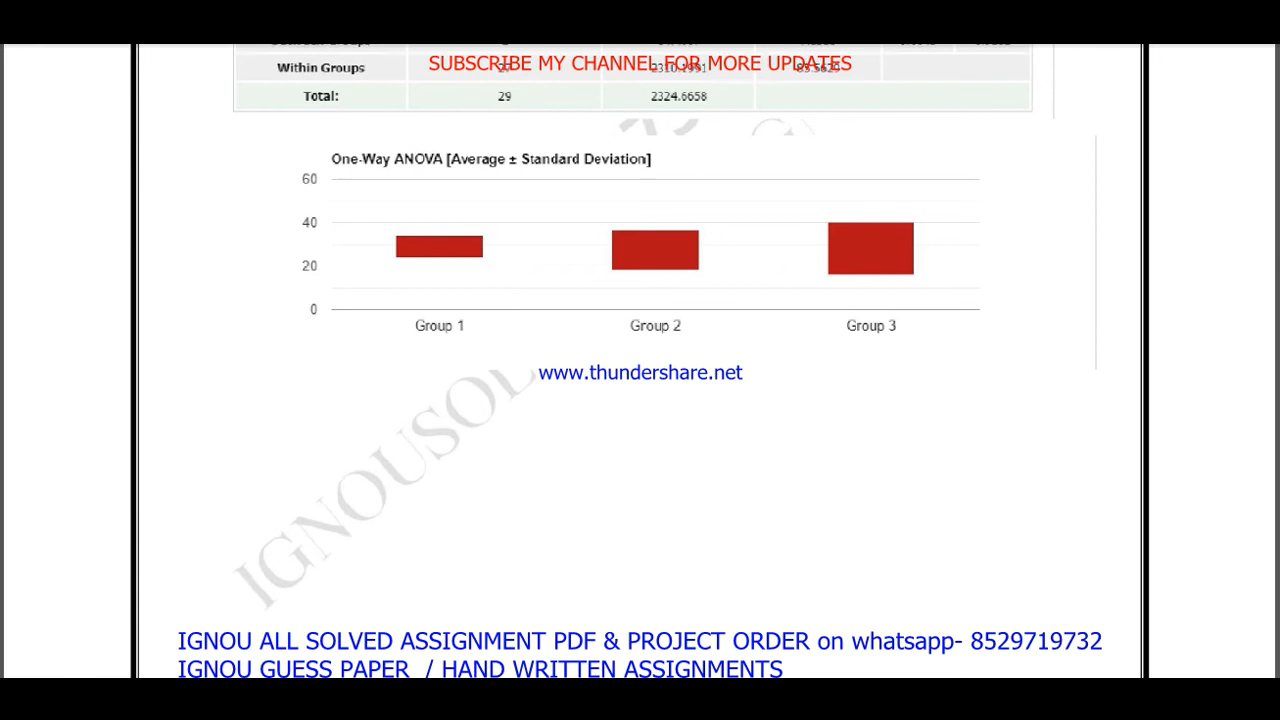 Within Groups
SUBSCRIBE MY CHANNEL FOR MORE UPDATES
Total: 29 2324.6658
One-Way ANOVA [Average ± Standard Deviation]
60
40
20
0
Group 1 Group 2 Group 3
www.thundershare.net
IGNOUSOL
IGNOU ALL SOLVED ASSIGNMENT PDF & PROJECT ORDER on whatsapp- 8529719732
IGNOU GUESS PAPER / HAND WRITTEN ASSIGNMENTS